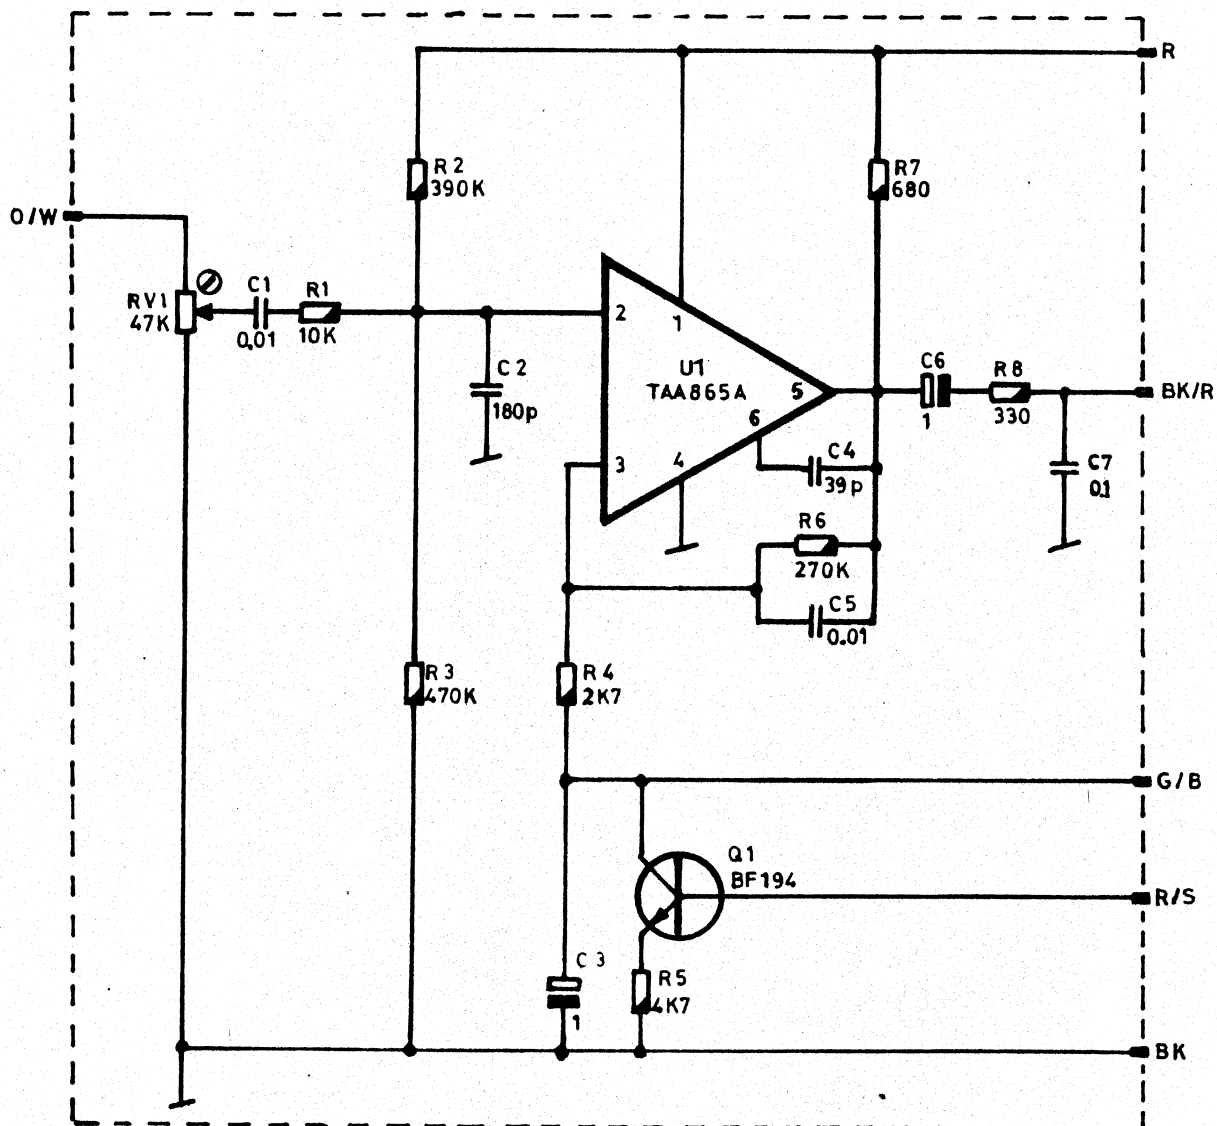 R
R2
390K
R7
680
O/W
RV1
47K
C1
0.01
R1
10K
2
1
U1
TAA865A
5
6
3
4
C2
180p
C6
1
R8
330
BK/R
C4
39p
C7
0.1
R6
270K
C5
0.01
R3
470K
R4
2K7
G/B
Q1
BF194
R/S
C3
1
R5
4K7
BK